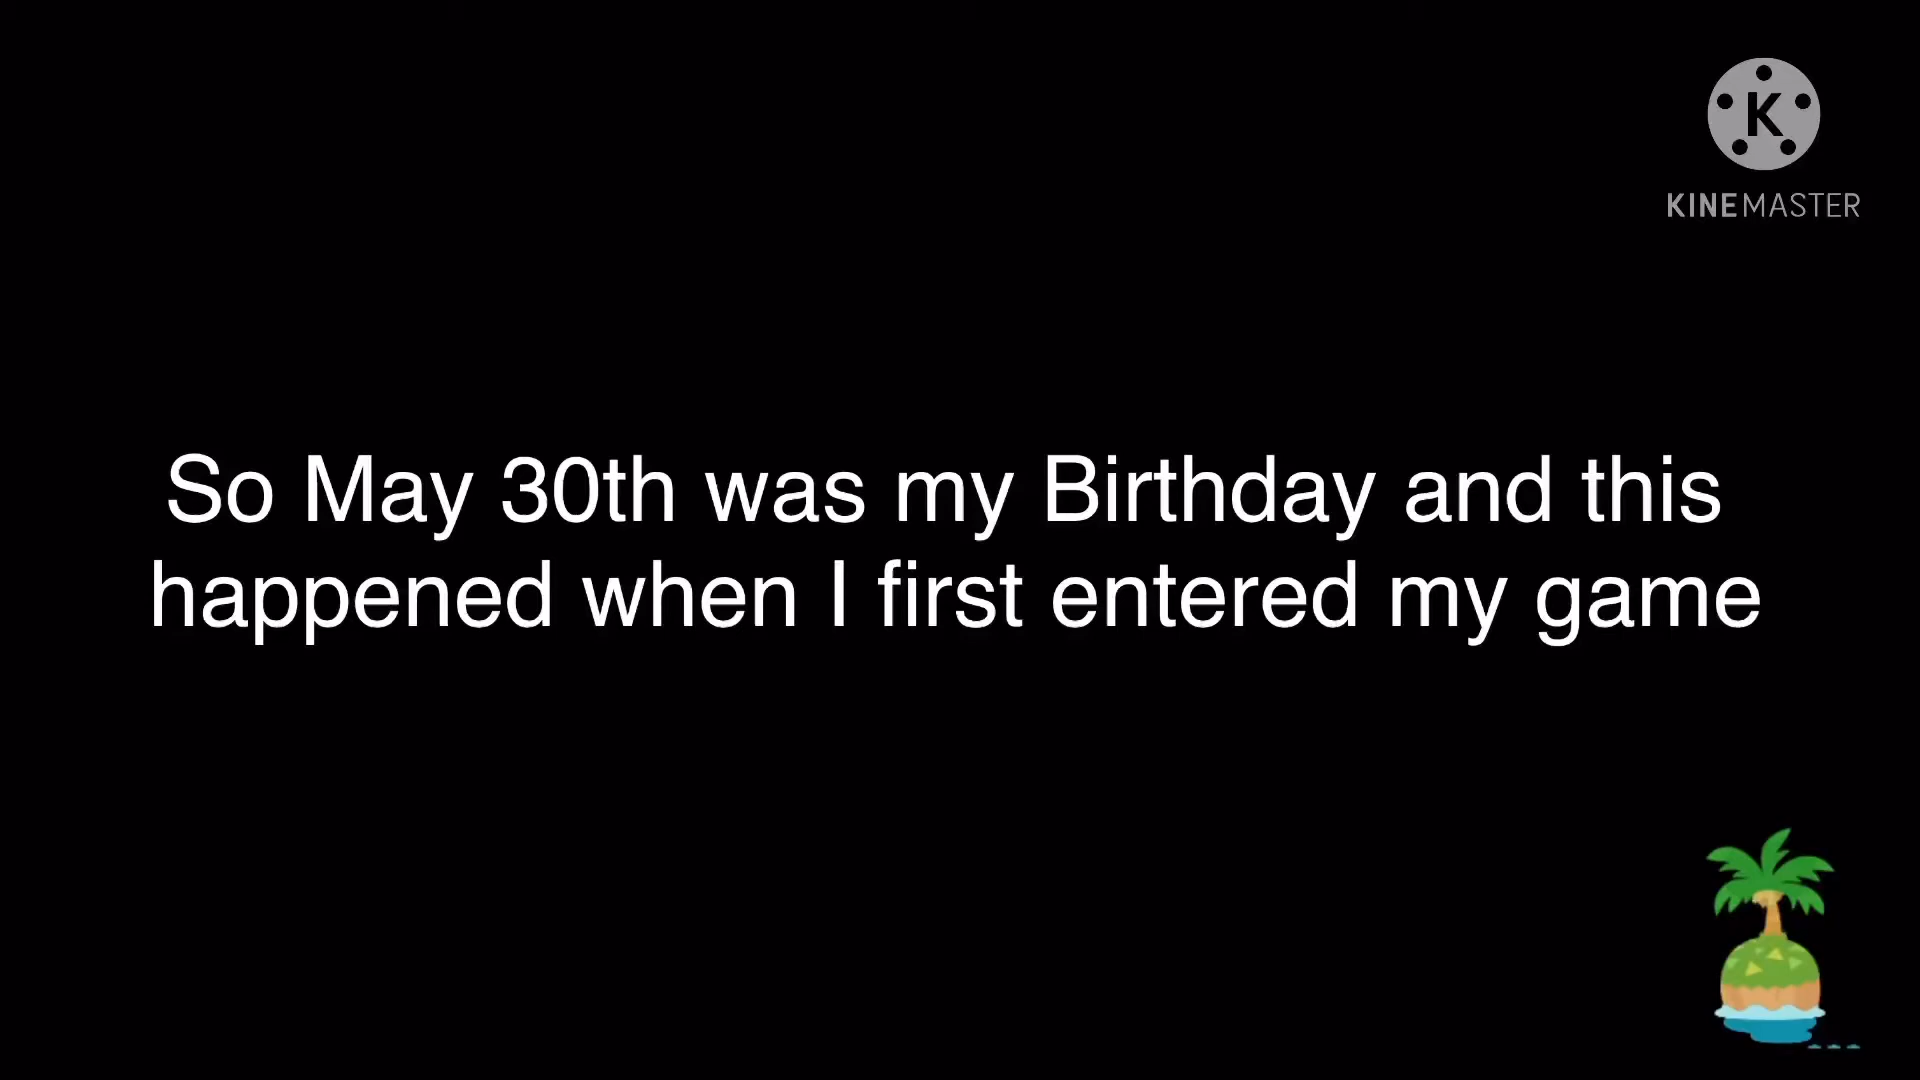 K
KINEMASTER
So May 30th was my Birthday and this
happened when I first entered my game